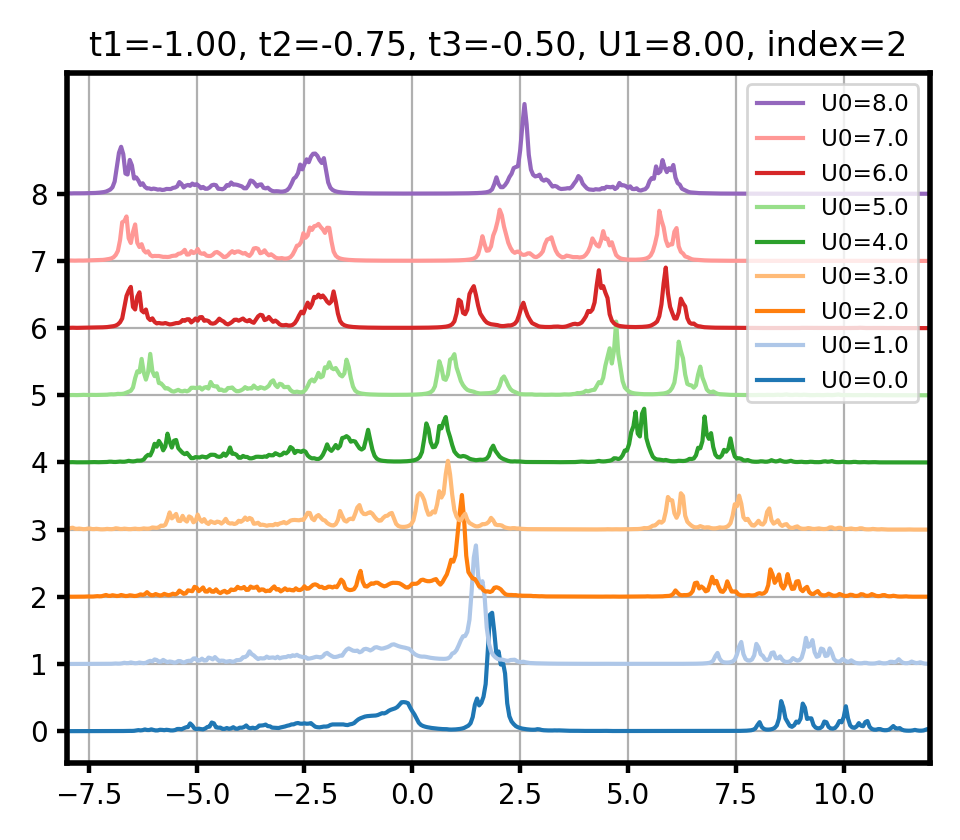 t1=-1.00, t2=-0.75, t3=-0.50, U1=8.00, index=2
U0=8.0
U0=7.0
U0=6.0
U0=5.0
U0=4.0
U0=3.0
U0=2.0
U0=1.0
U0=0.0
8
7
6
5
4
3
2
1
0
−7.5 −5.0 −2.5 0.0 2.5 5.0 7.5 10.0